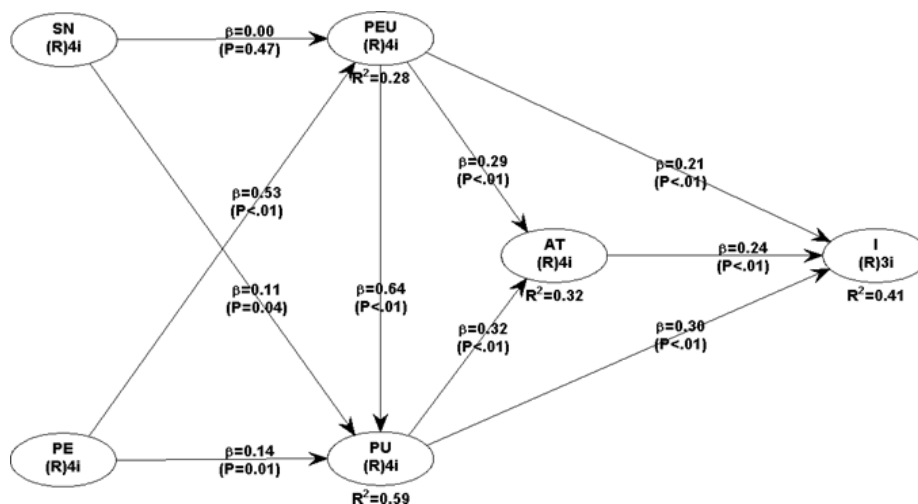 SN
(R)4i
β=0.00
(P=0.47)
PEU
(R)4i
R²=0.28
β=0.29
(P<.01)
β=0.21
(P<.01)
β=0.53
(P<.01)
AT
(R)4i
R²=0.32
β=0.24
(P<.01)
I
(R)3i
R²=0.41
β=0.11
(P=0.04)
β=0.64
(P<.01)
β=0.32
(P<.01)
β=0.30
(P<.01)
PE
(R)4i
β=0.14
(P=0.01)
PU
(R)4i
R²=0.59